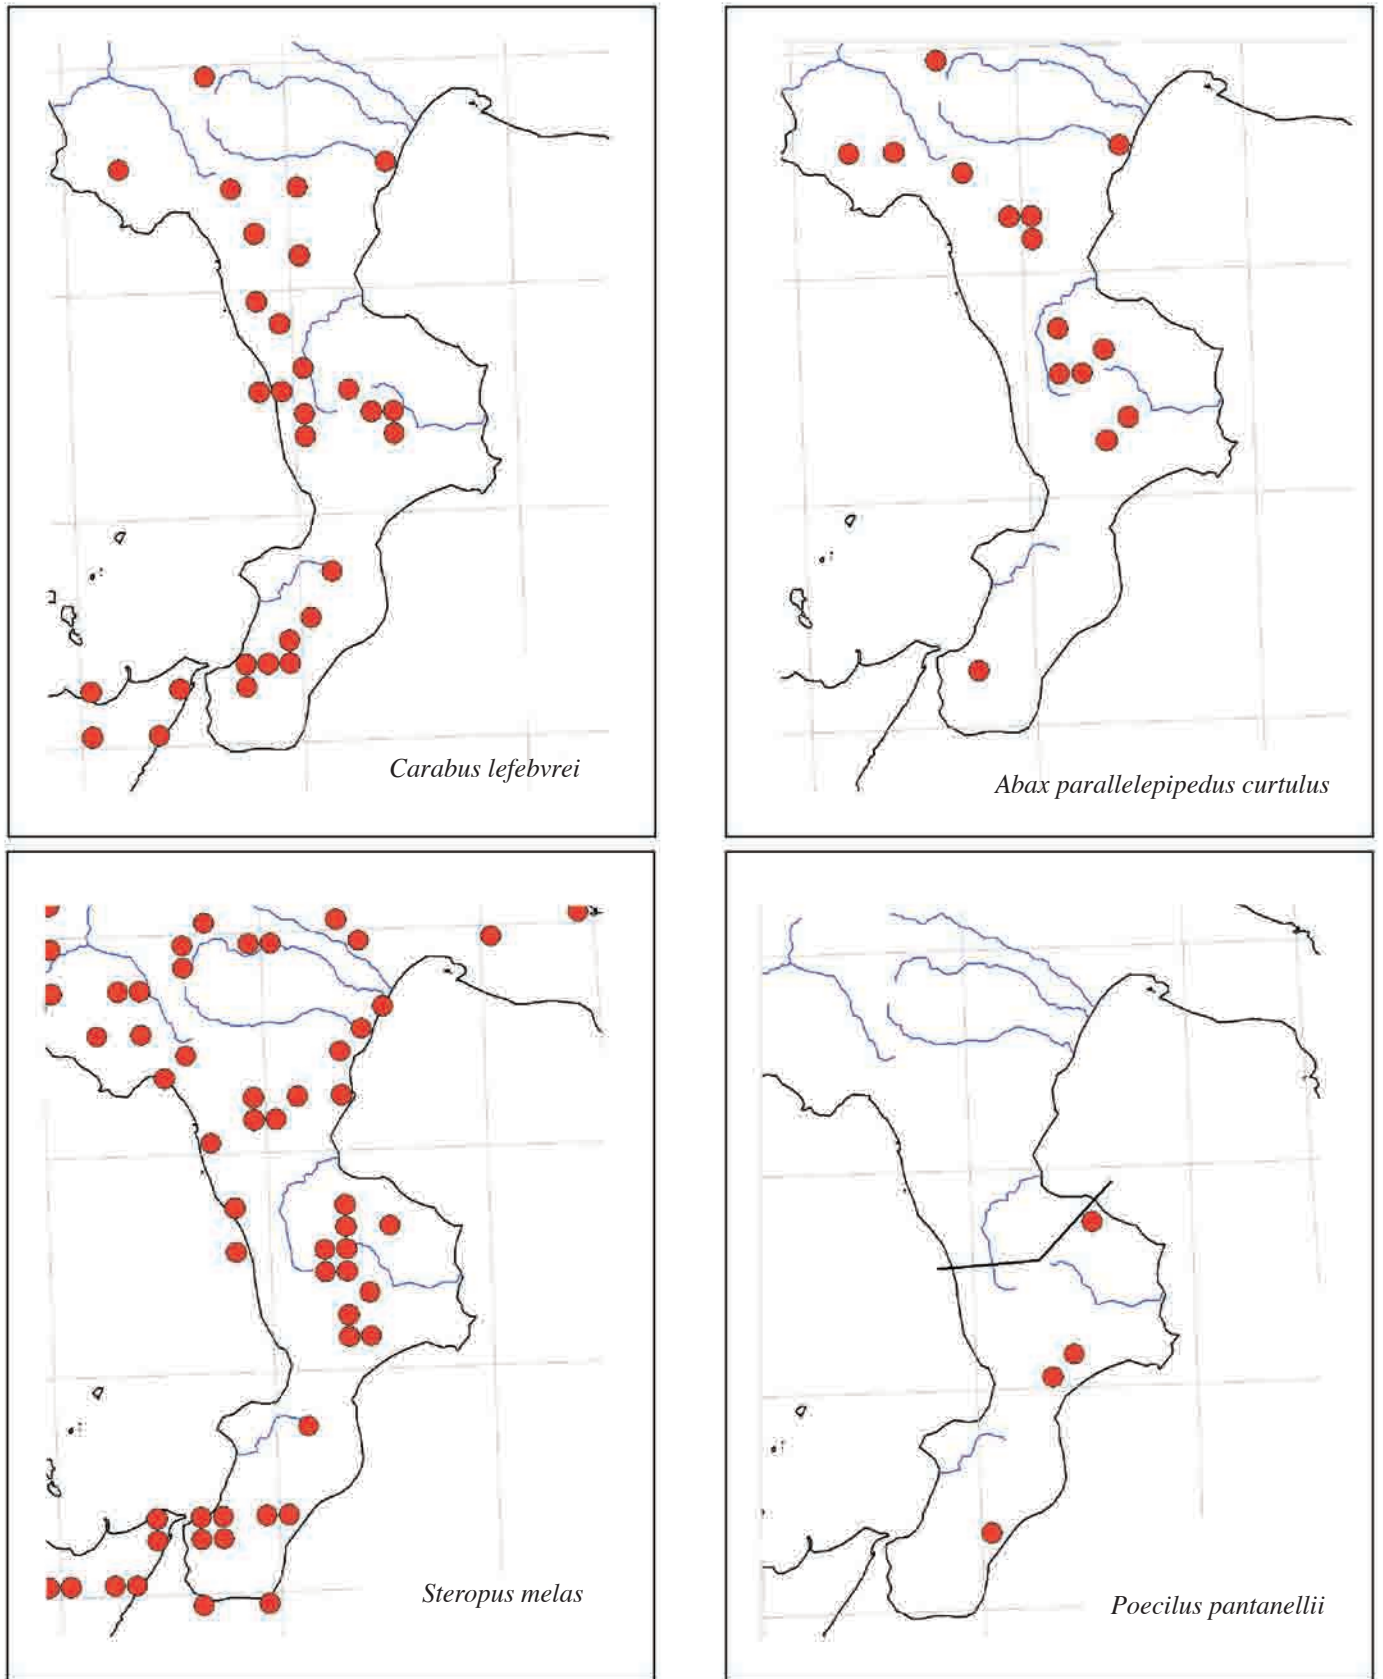 Carabus lefebvrei
Abax parallelepipedus curtulus
Steropus melas
Poecilus pantanellii